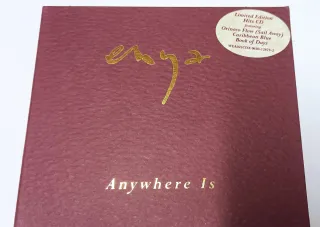 enya
Limited Edition
Hits CD
featuring
Orinoco Flow (Sail Away)
Caribbean Blue
Book of Days
Anywhere Is